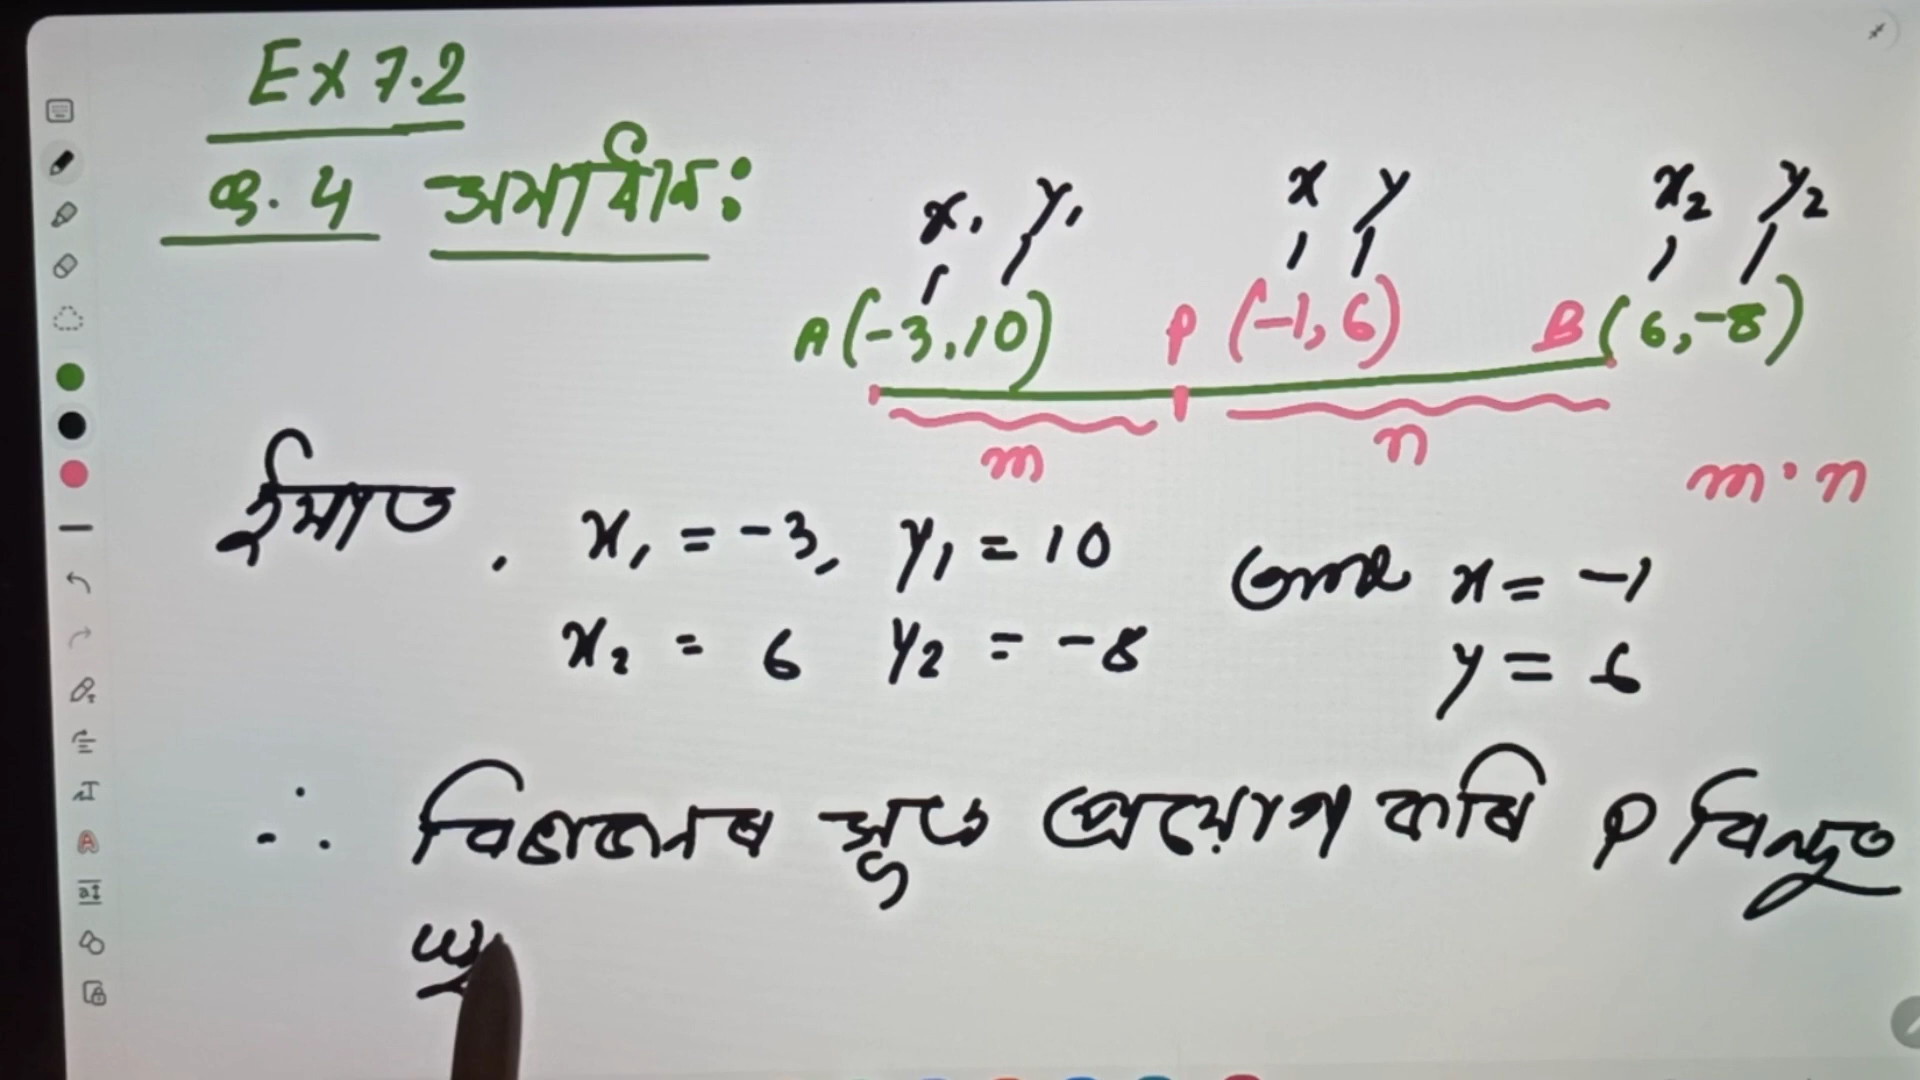 Ex 7.2
প্ৰ. 4 সমাধান:
x₁ y₁ x y x₂ y₂
A(-3,10) P (-1,6) B(6,-8)
m n m:n
ইয়াত, x₁ = -3, y₁ = 10 x = -1
x₂ = 6 y₂ = -8 y = 6
∴ বিভাজনৰ সূত্ৰ প্ৰয়োগ কৰি P বিন্দুত